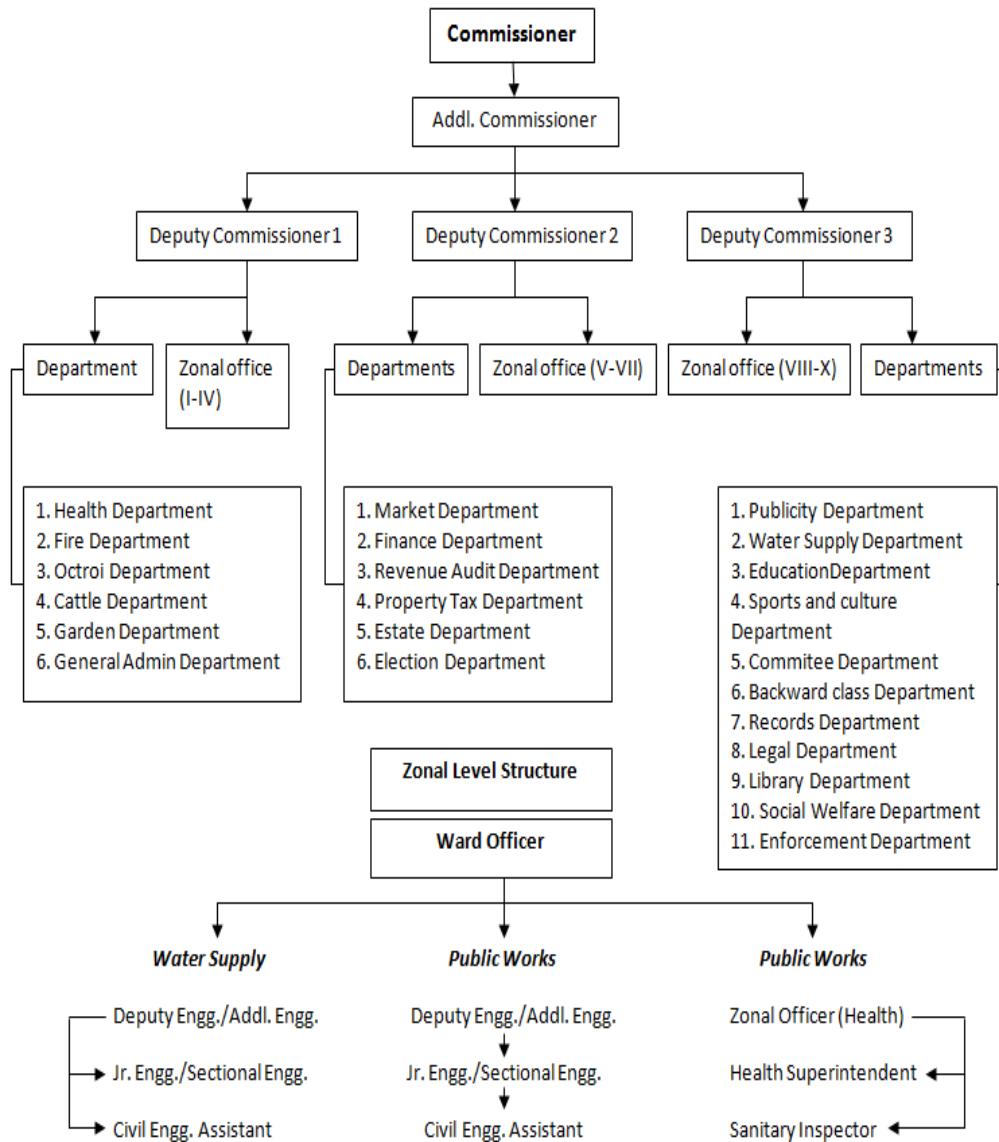 Commissioner
Addl. Commissioner
Deputy Commissioner 1
Deputy Commissioner 2
Deputy Commissioner 3
Department
Zonal office
(I-IV)
Departments
Zonal office (V-VII)
Zonal office (VIII-X)
Departments
1. Health Department
2. Fire Department
3. Octroi Department
4. Cattle Department
5. Garden Department
6. General Admin Department
1. Market Department
2. Finance Department
3. Revenue Audit Department
4. Property Tax Department
5. Estate Department
6. Election Department
1. Publicity Department
2. Water Supply Department
3. EducationDepartment
4. Sports and culture
Department
5. Commitee Department
6. Backward class Department
7. Records Department
8. Legal Department
9. Library Department
10. Social Welfare Department
11. Enforcement Department
Zonal Level Structure
Ward Officer
Water Supply
Public Works
Public Works
Deputy Engg./Addl. Engg.
Jr. Engg./Sectional Engg.
Civil Engg. Assistant
Deputy Engg./Addl. Engg.
Jr. Engg./Sectional Engg.
Civil Engg. Assistant
Zonal Officer (Health)
Health Superintendent
Sanitary Inspector